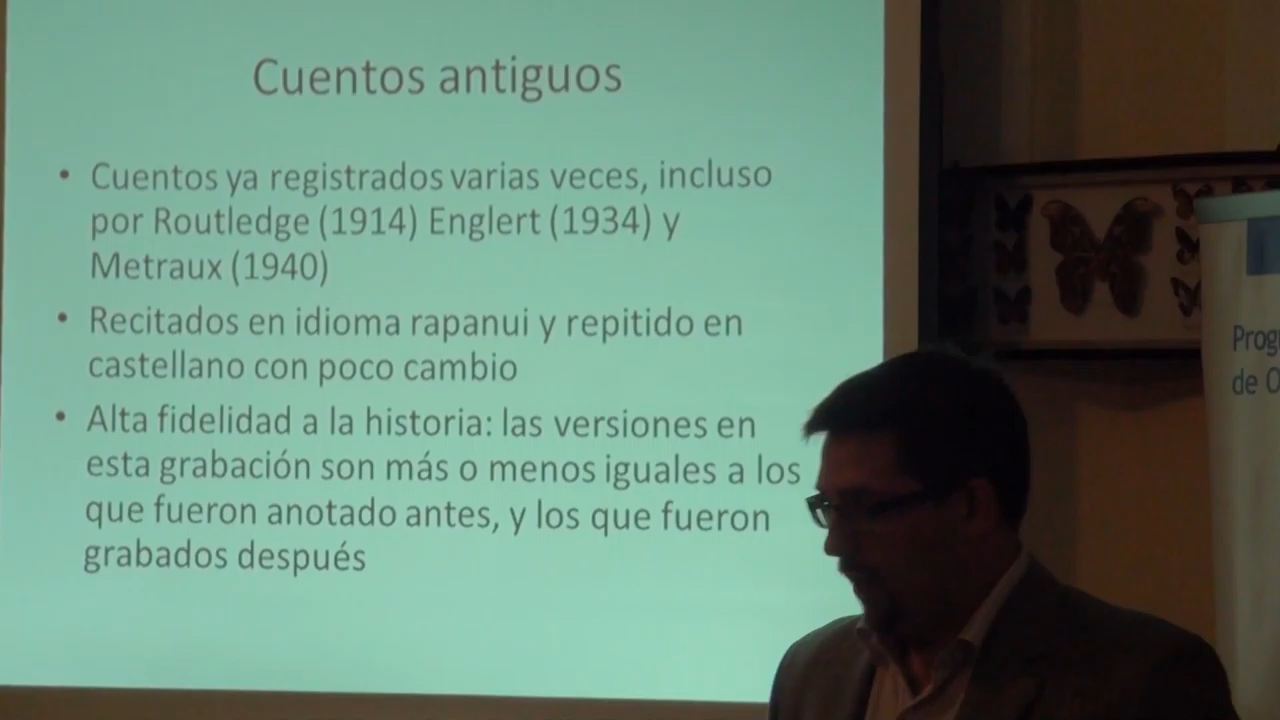 Cuentos antiguos
• Cuentos ya registrados varias veces, incluso
por Routledge (1914) Englert (1934) y
Metraux (1940)
• Recitados en idioma rapanui y repitido en
castellano con poco cambio
• Alta fidelidad a la historia: las versiones en
esta grabación son más o menos iguales a los
que fueron anotado antes, y los que fueron
grabados después
Prog
de O